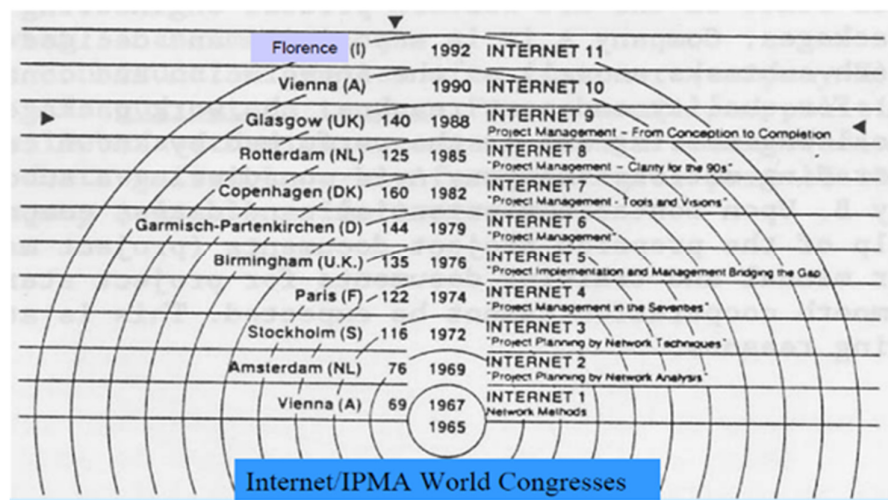 Florence (I) 1992 INTERNET 11
Vienna (A) 1990 INTERNET 10
Glasgow (UK) 140 1988 INTERNET 9
Project Management - From Conception to Completion
Rotterdam (NL) 125 1985 INTERNET 8
"Project Management - Clarity for the 90s"
Copenhagen (DK) 160 1982 INTERNET 7
"Project Management - Tools and Visions"
Garmisch-Partenkirchen (D) 144 1979 INTERNET 6
"Project Management"
Birmingham (U.K.) 135 1976 INTERNET 5
"Project Implementation and Management Bridging the Gap
Paris (F) 122 1974 INTERNET 4
"Project Management in the Seventies"
Stockholm (S) 116 1972 INTERNET 3
"Project Planning by Network Techniques"
Amsterdam (NL) 76 1969 INTERNET 2
"Project Planning by Network Analysis"
Vienna (A) 69 1967 INTERNET 1
Network Methods
1965
Internet/IPMA World Congresses